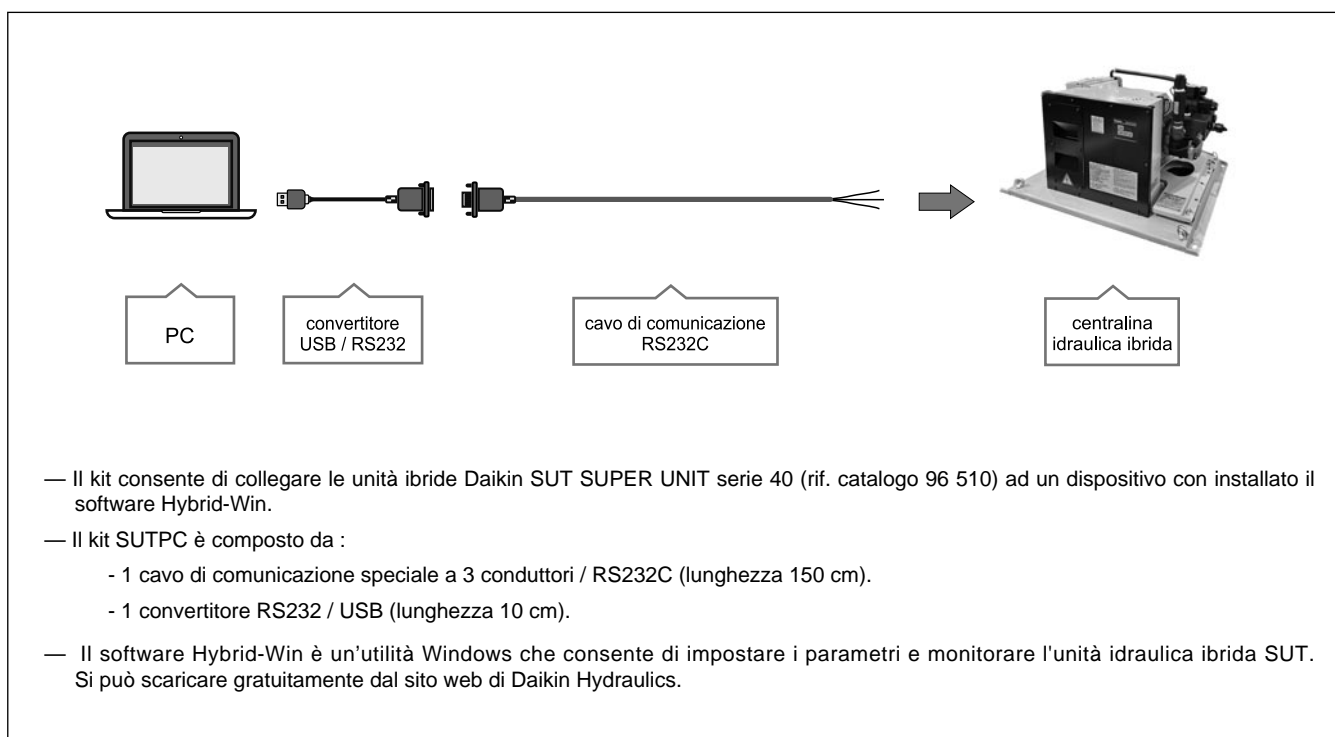 PC
convertitore
USB / RS232
cavo di comunicazione
RS232C
centralina
idraulica ibrida
— Il kit consente di collegare le unità ibride Daikin SUT SUPER UNIT serie 40 (rif. catalogo 96 510) ad un dispositivo con installato il
software Hybrid-Win.
— Il kit SUTPC è composto da :
- 1 cavo di comunicazione speciale a 3 conduttori / RS232C (lunghezza 150 cm).
- 1 convertitore RS232 / USB (lunghezza 10 cm).
— Il software Hybrid-Win è un’utilità Windows che consente di impostare i parametri e monitorare l'unità idraulica ibrida SUT.
Si può scaricare gratuitamente dal sito web di Daikin Hydraulics.